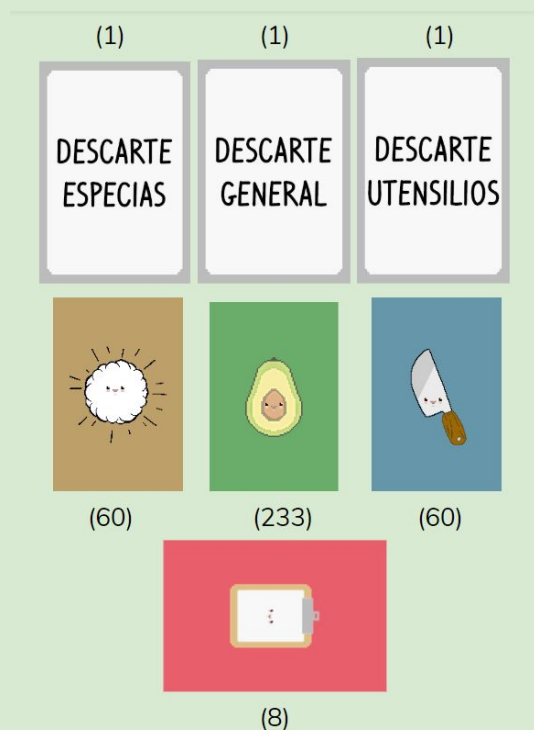 (1) (1) (1)
DESCARTE ESPECIAS
DESCARTE GENERAL
DESCARTE UTENSILIOS
(60) (233) (60)
(8)